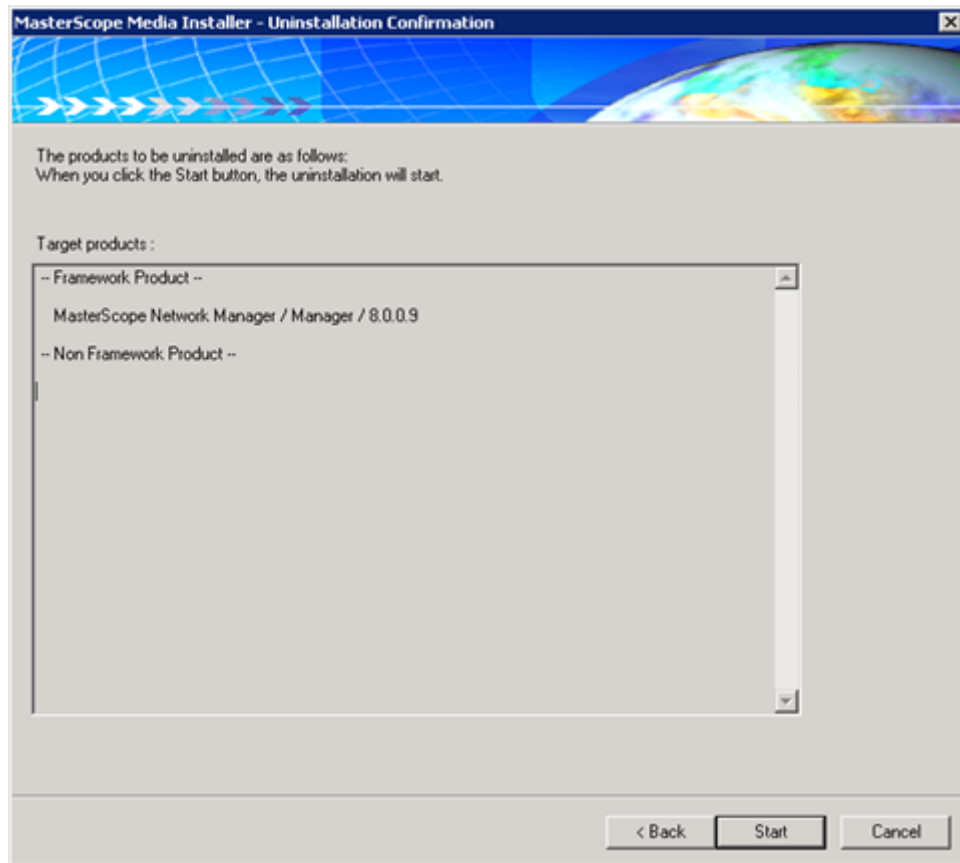 MasterScope Media Installer - Uninstallation Confirmation
The products to be uninstalled are as follows:
When you click the Start button, the uninstallation will start.
Target products :
-- Framework Product --
MasterScope Network Manager / Manager / 8.0.0.9
-- Non Framework Product --
< Back
Start
Cancel